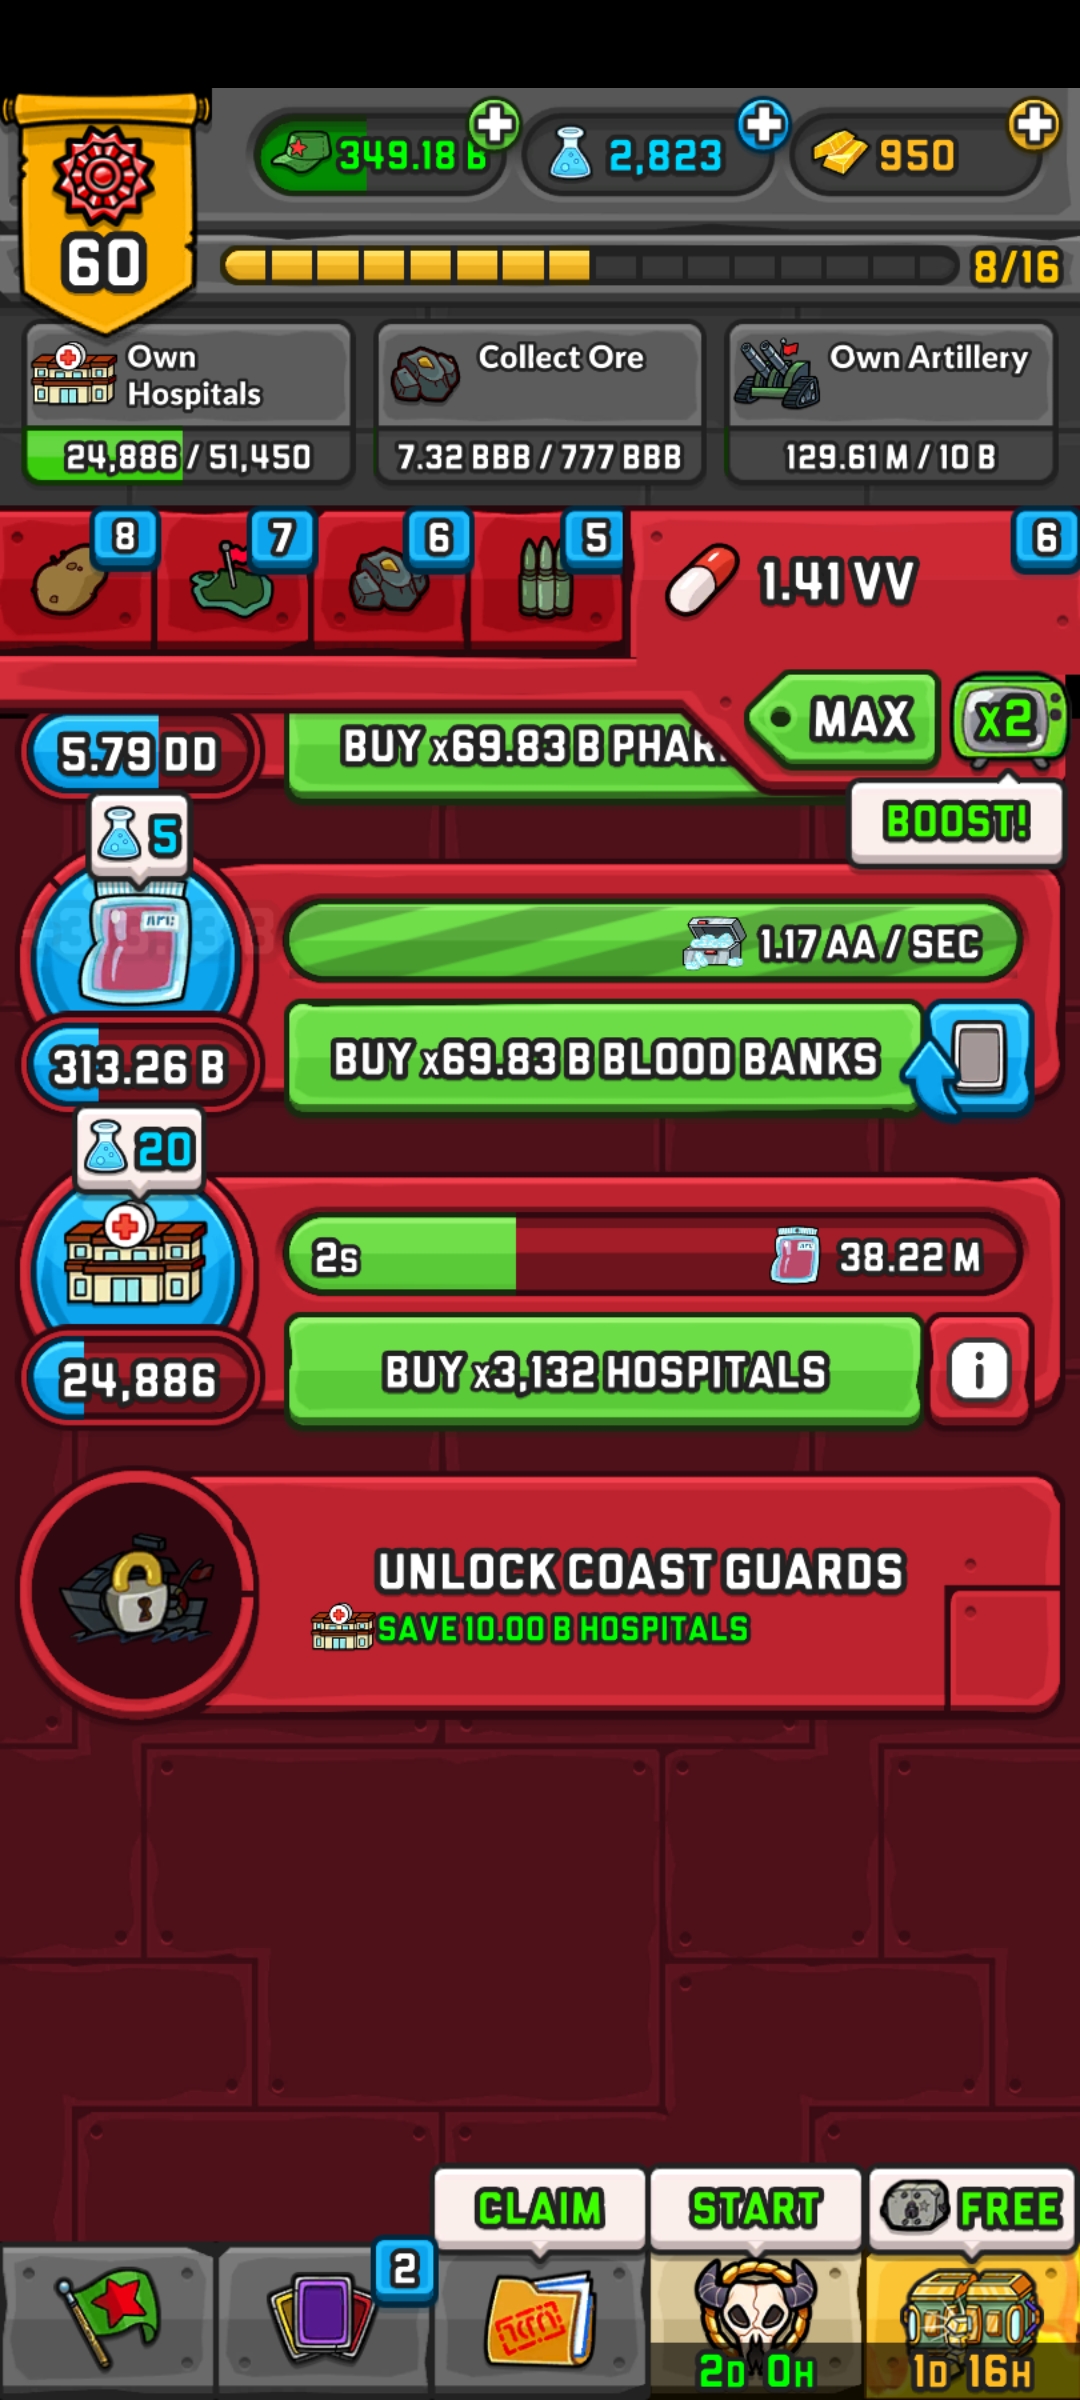 349.18 B
2,823
950
60
8/16
Own
Hospitals
24,886 / 51,450
Collect Ore
7.32 BBB / 777 BBB
Own Artillery
129.61 M / 10 B
8
7
6
5
6
1.41 VV
MAX
x2
BOOST!
5.79 DD
BUY x69.83 B PHAR
5
1.17 AA / SEC
313.26 B
BUY x69.83 B BLOOD BANKS
20
2s
38.22 M
24,886
BUY x3,132 HOSPITALS
i
UNLOCK COAST GUARDS
SAVE 10.00 B HOSPITALS
CLAIM
START
FREE
2
2D 0H
1D 16H